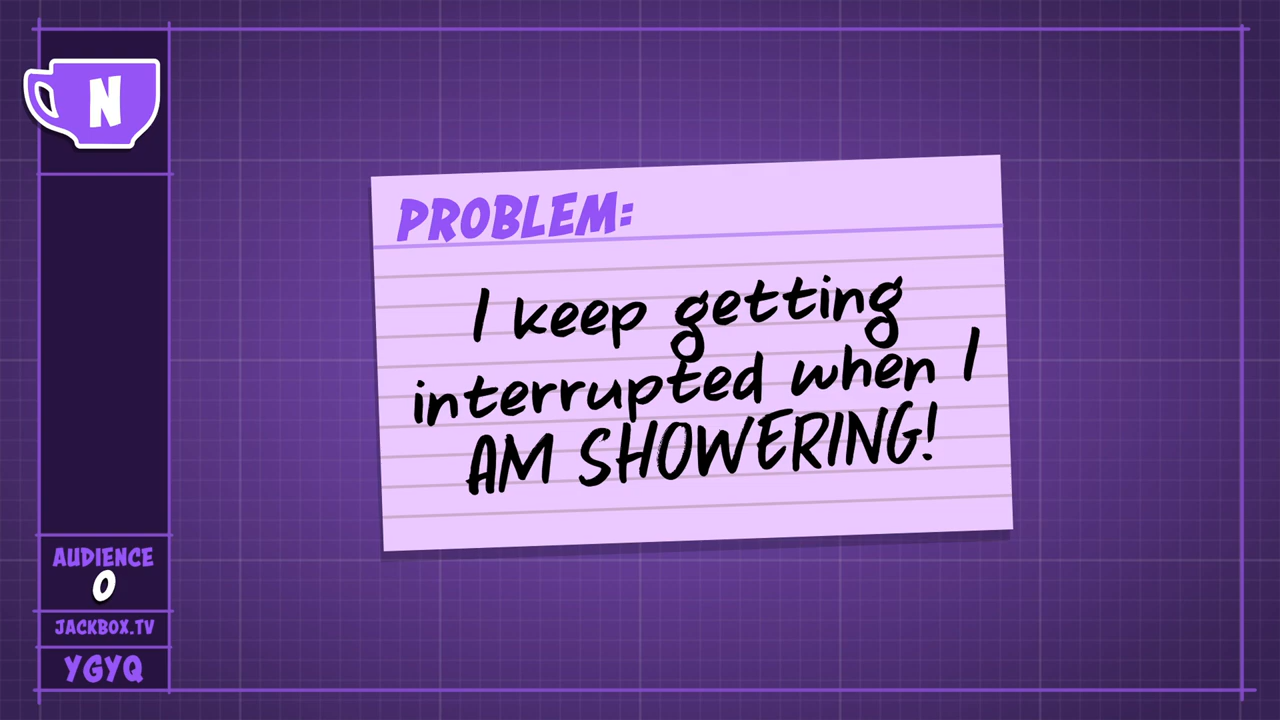 N
PROBLEM:
I keep getting
interrupted when I
AM SHOWERING!
AUDIENCE
0
JACKBOX.TV
YGYQ